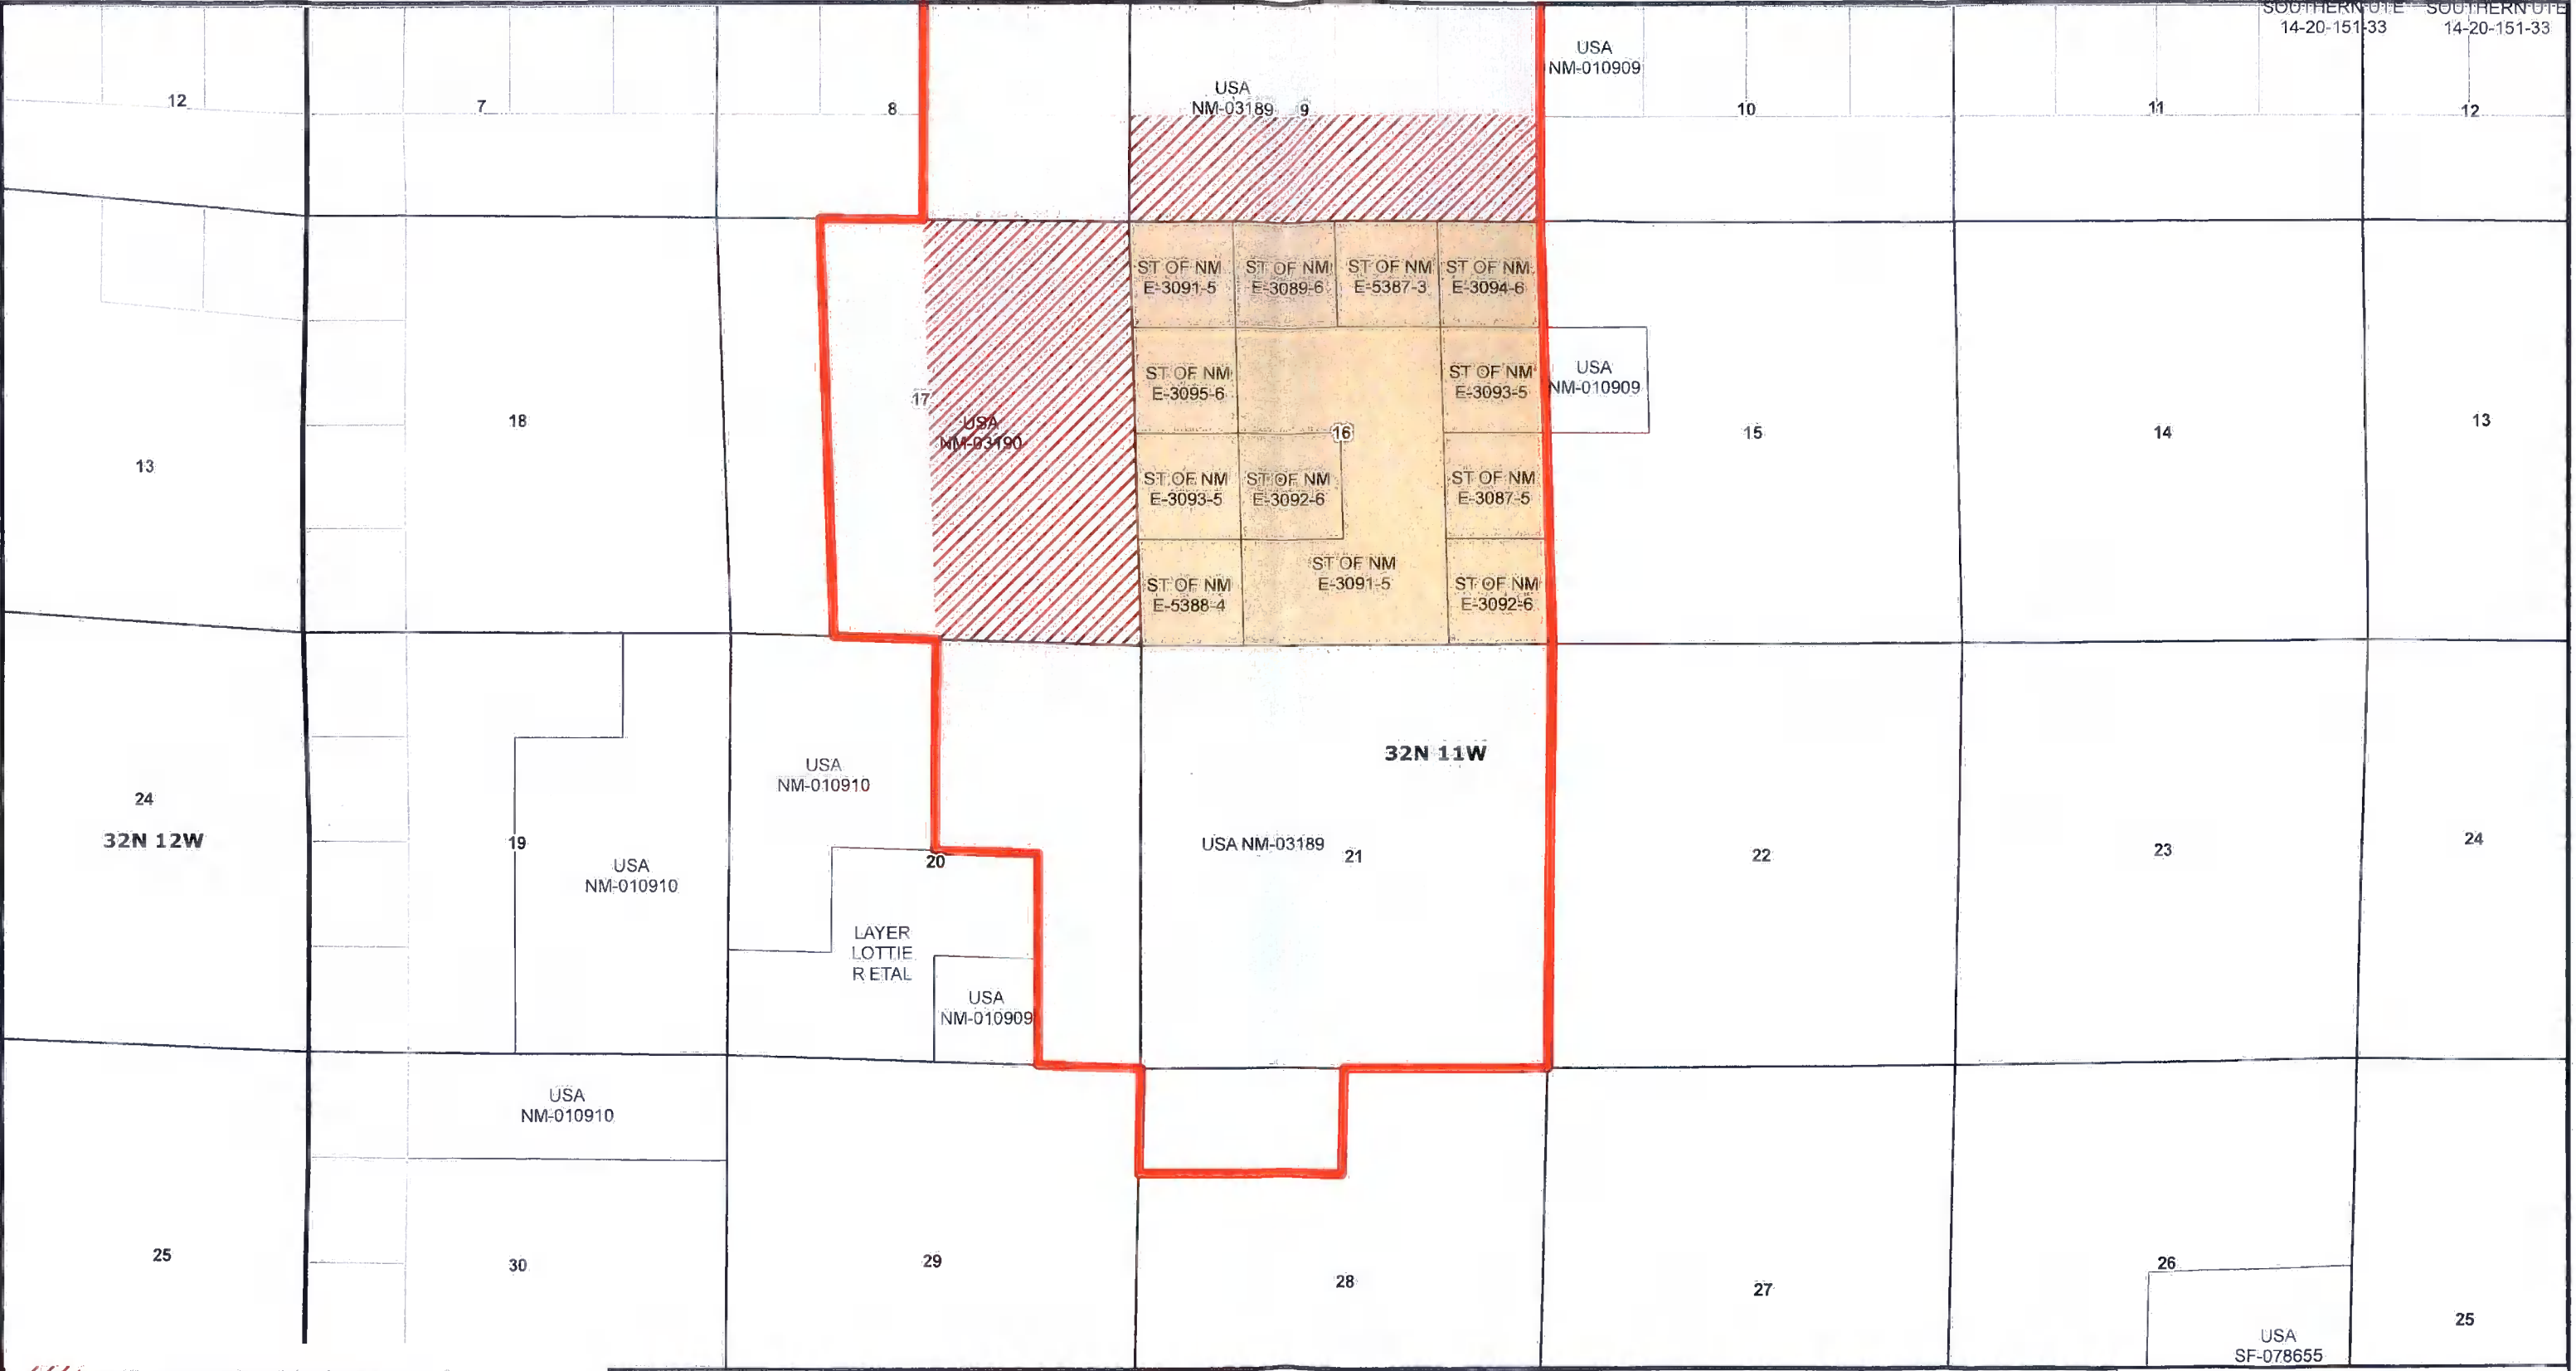 SOUTHERN UTE
14-20-151-33
SOUTHERN UTE
14-20-151-33
USA
NM-010909
12
7
8
USA
NM-03189
9
10
11
12
ST OF NM
E-3091-5
ST OF NM
E-3089-6
ST OF NM
E-5387-3
ST OF NM
E-3094-6
ST OF NM
E-3095-6
ST OF NM
E-3093-5
USA
NM-010909
17
USA
NM-03190
18
16
15
14
13
13
ST OF NM
E-3093-5
ST OF NM
E-3092-6
ST OF NM
E-3087-5
ST OF NM
E-3091-5
ST OF NM
E-5388-4
ST OF NM
E-3092-6
32N 11W
USA
NM-010910
24
32N 12W
19
USA
NM-010910
20
USA NM-03189
21
22
23
24
LAYER
LOTTIE
R ETAL
USA
NM-010909
USA
NM-010910
25
30
29
28
27
26
25
USA
SF-078655